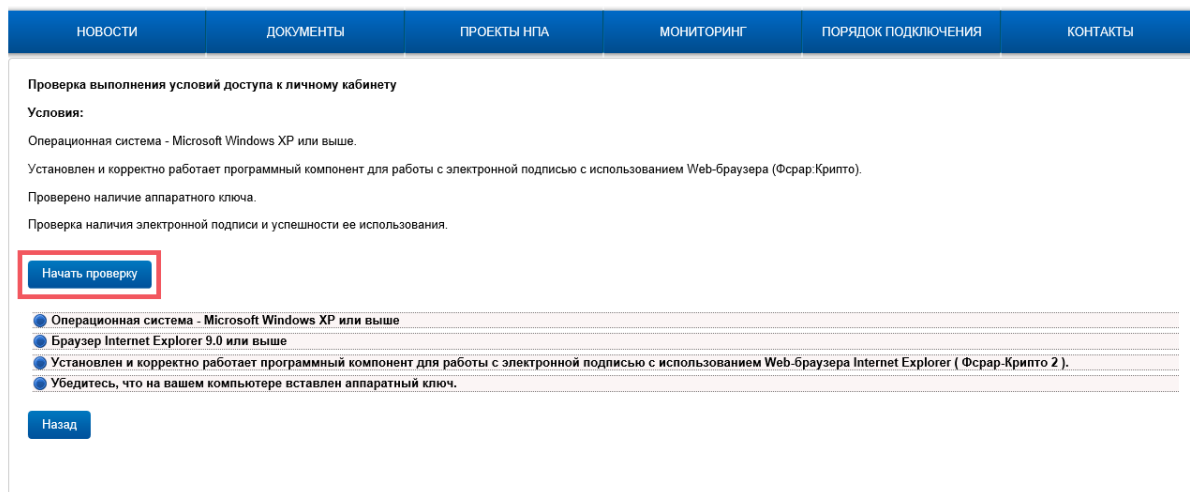 НОВОСТИ
ДОКУМЕНТЫ
ПРОЕКТЫ НПА
МОНИТОРИНГ
ПОРЯДОК ПОДКЛЮЧЕНИЯ
КОНТАКТЫ
Проверка выполнения условий доступа к личному кабинету
Условия:
Операционная система - Microsoft Windows XP или выше.
Установлен и корректно работает программный компонент для работы с электронной подписью с использованием Web-браузера (Фсрар:Крипто).
Проверено наличие аппаратного ключа.
Проверка наличия электронной подписи и успешности ее использования.
Начать проверку
Операционная система - Microsoft Windows XP или выше
Браузер Internet Explorer 9.0 или выше
Установлен и корректно работает программный компонент для работы с электронной подписью с использованием Web-браузера Internet Explorer ( Фсрар-Крипто 2 ).
Убедитесь, что на вашем компьютере вставлен аппаратный ключ.
Назад